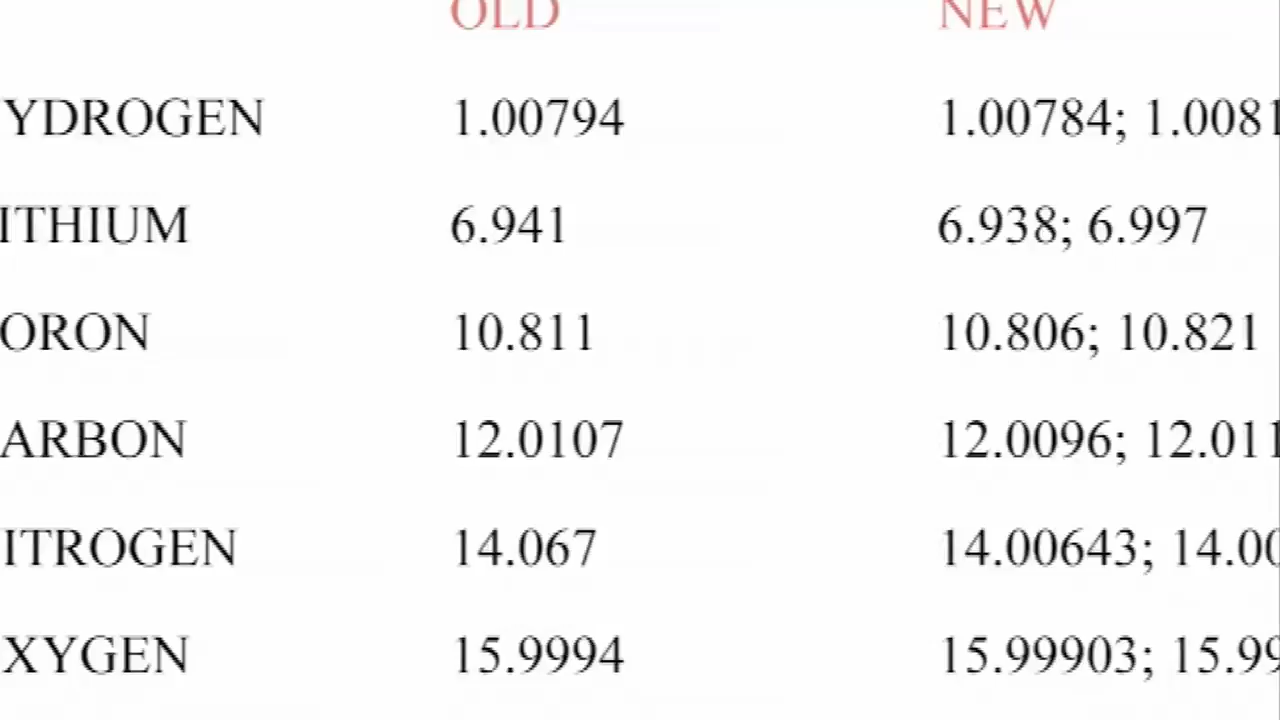 OLD NEW
YDROGEN 1.00794 1.00784; 1.0081
ITHIUM 6.941 6.938; 6.997
ORON 10.811 10.806; 10.821
ARBON 12.0107 12.0096; 12.011
ITROGEN 14.067 14.00643; 14.00
XYGEN 15.9994 15.99903; 15.99